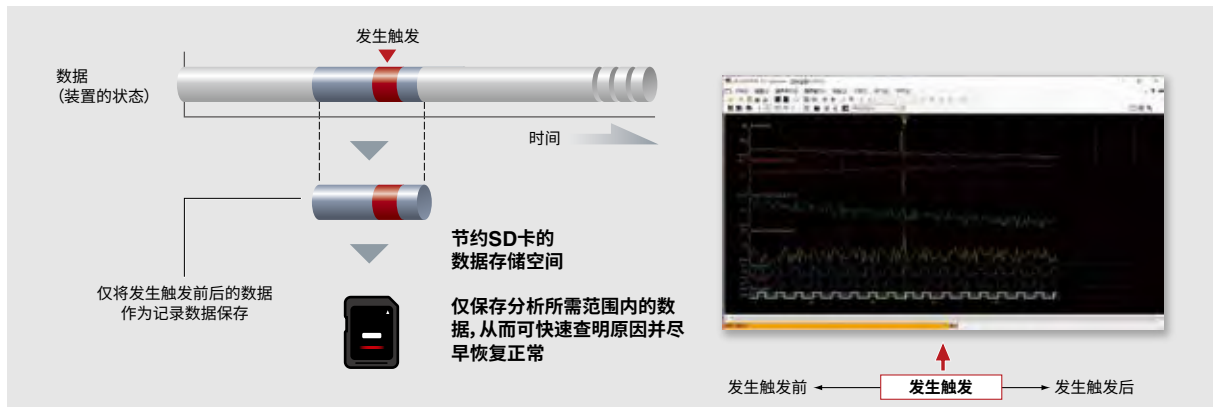 发生触发
数据
（装置的状态）
时间
仅将发生触发前后的数据
作为记录数据保存
节约SD卡的
数据存储空间
仅保存分析所需范围内的数
据，从而可快速查明原因并尽
早恢复正常
发生触发前
发生触发
发生触发后